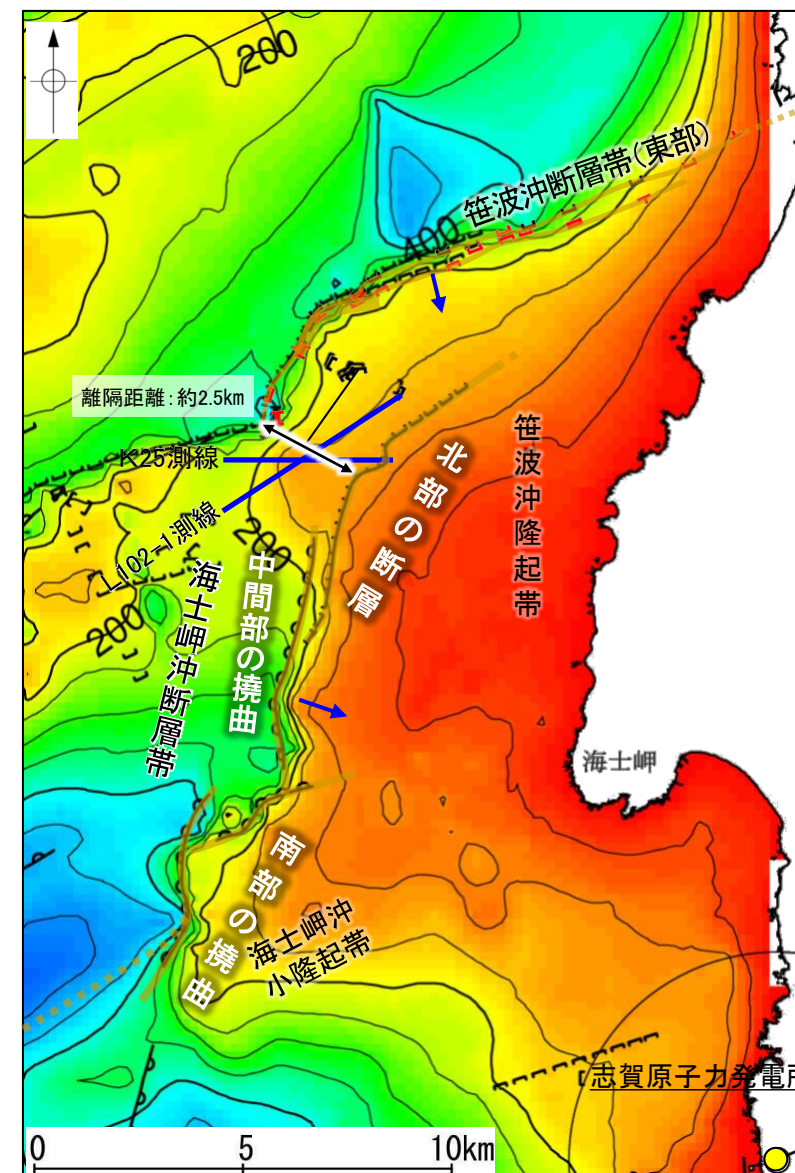 200
笹波沖断層帯(東部)
400
離隔距離：約2.5km
K25測線
L102-1測線
200
200
北部の断層
笹波沖隆起帯
中間部の撓曲
海士岬沖断層帯
海士岬
南部の撓曲
海士岬沖
小隆起帯
志賀原子力発電所
0 5 10km